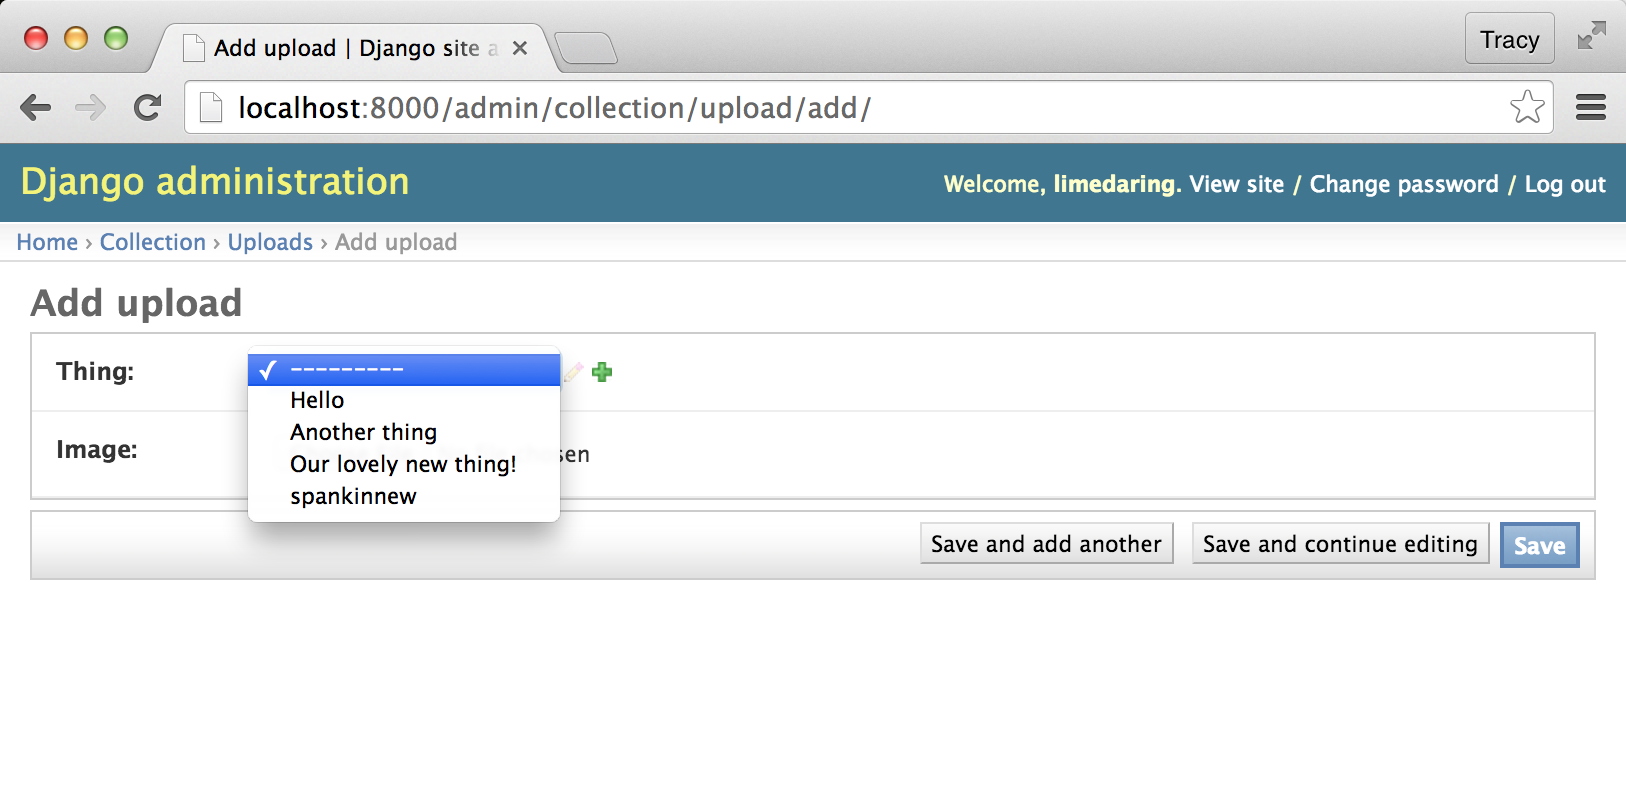 Add upload | Django site a
Tracy
localhost:8000/admin/collection/upload/add/
Django administration
Welcome, limedaring. View site / Change password / Log out
Home › Collection › Uploads › Add upload
Add upload
Thing:
---------
Hello
Another thing
Our lovely new thing!
spankinnew
Image:
sen
Save and add another
Save and continue editing
Save